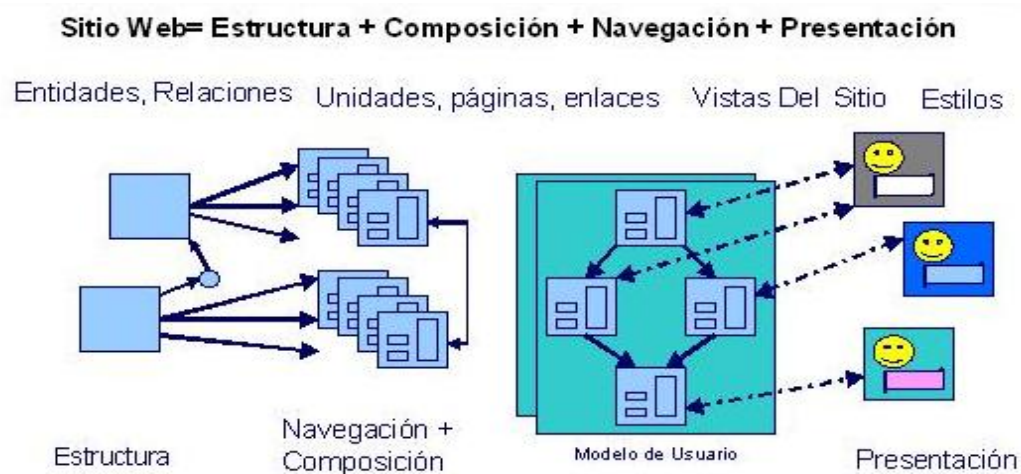 Sitio Web= Estructura + Composición + Navegación + Presentación
Entidades, Relaciones
Unidades, páginas, enlaces
Vistas Del Sitio
Estilos
Estructura
Navegación +
Composición
Modelo de Usuario
Presentación